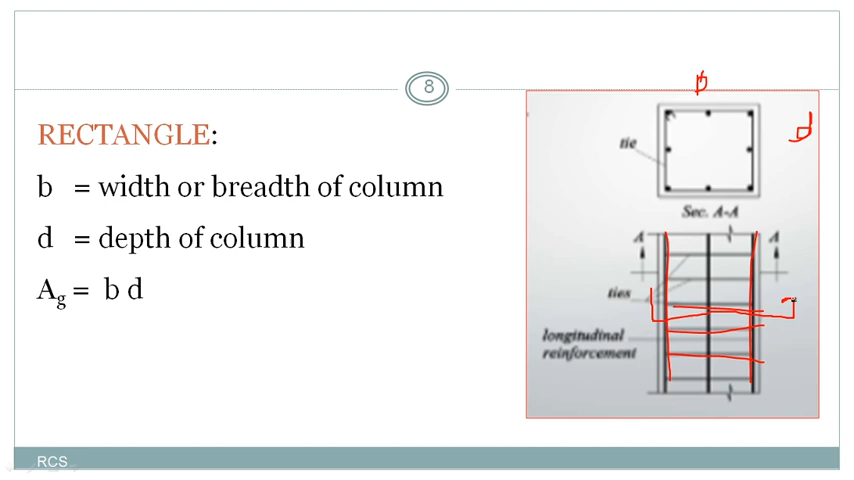 8
RECTANGLE:
b = width or breadth of column
d = depth of column
Ag = b d
b
d
tie
Sec. A-A
A A
ties
longitudinal
reinforcement
RCS